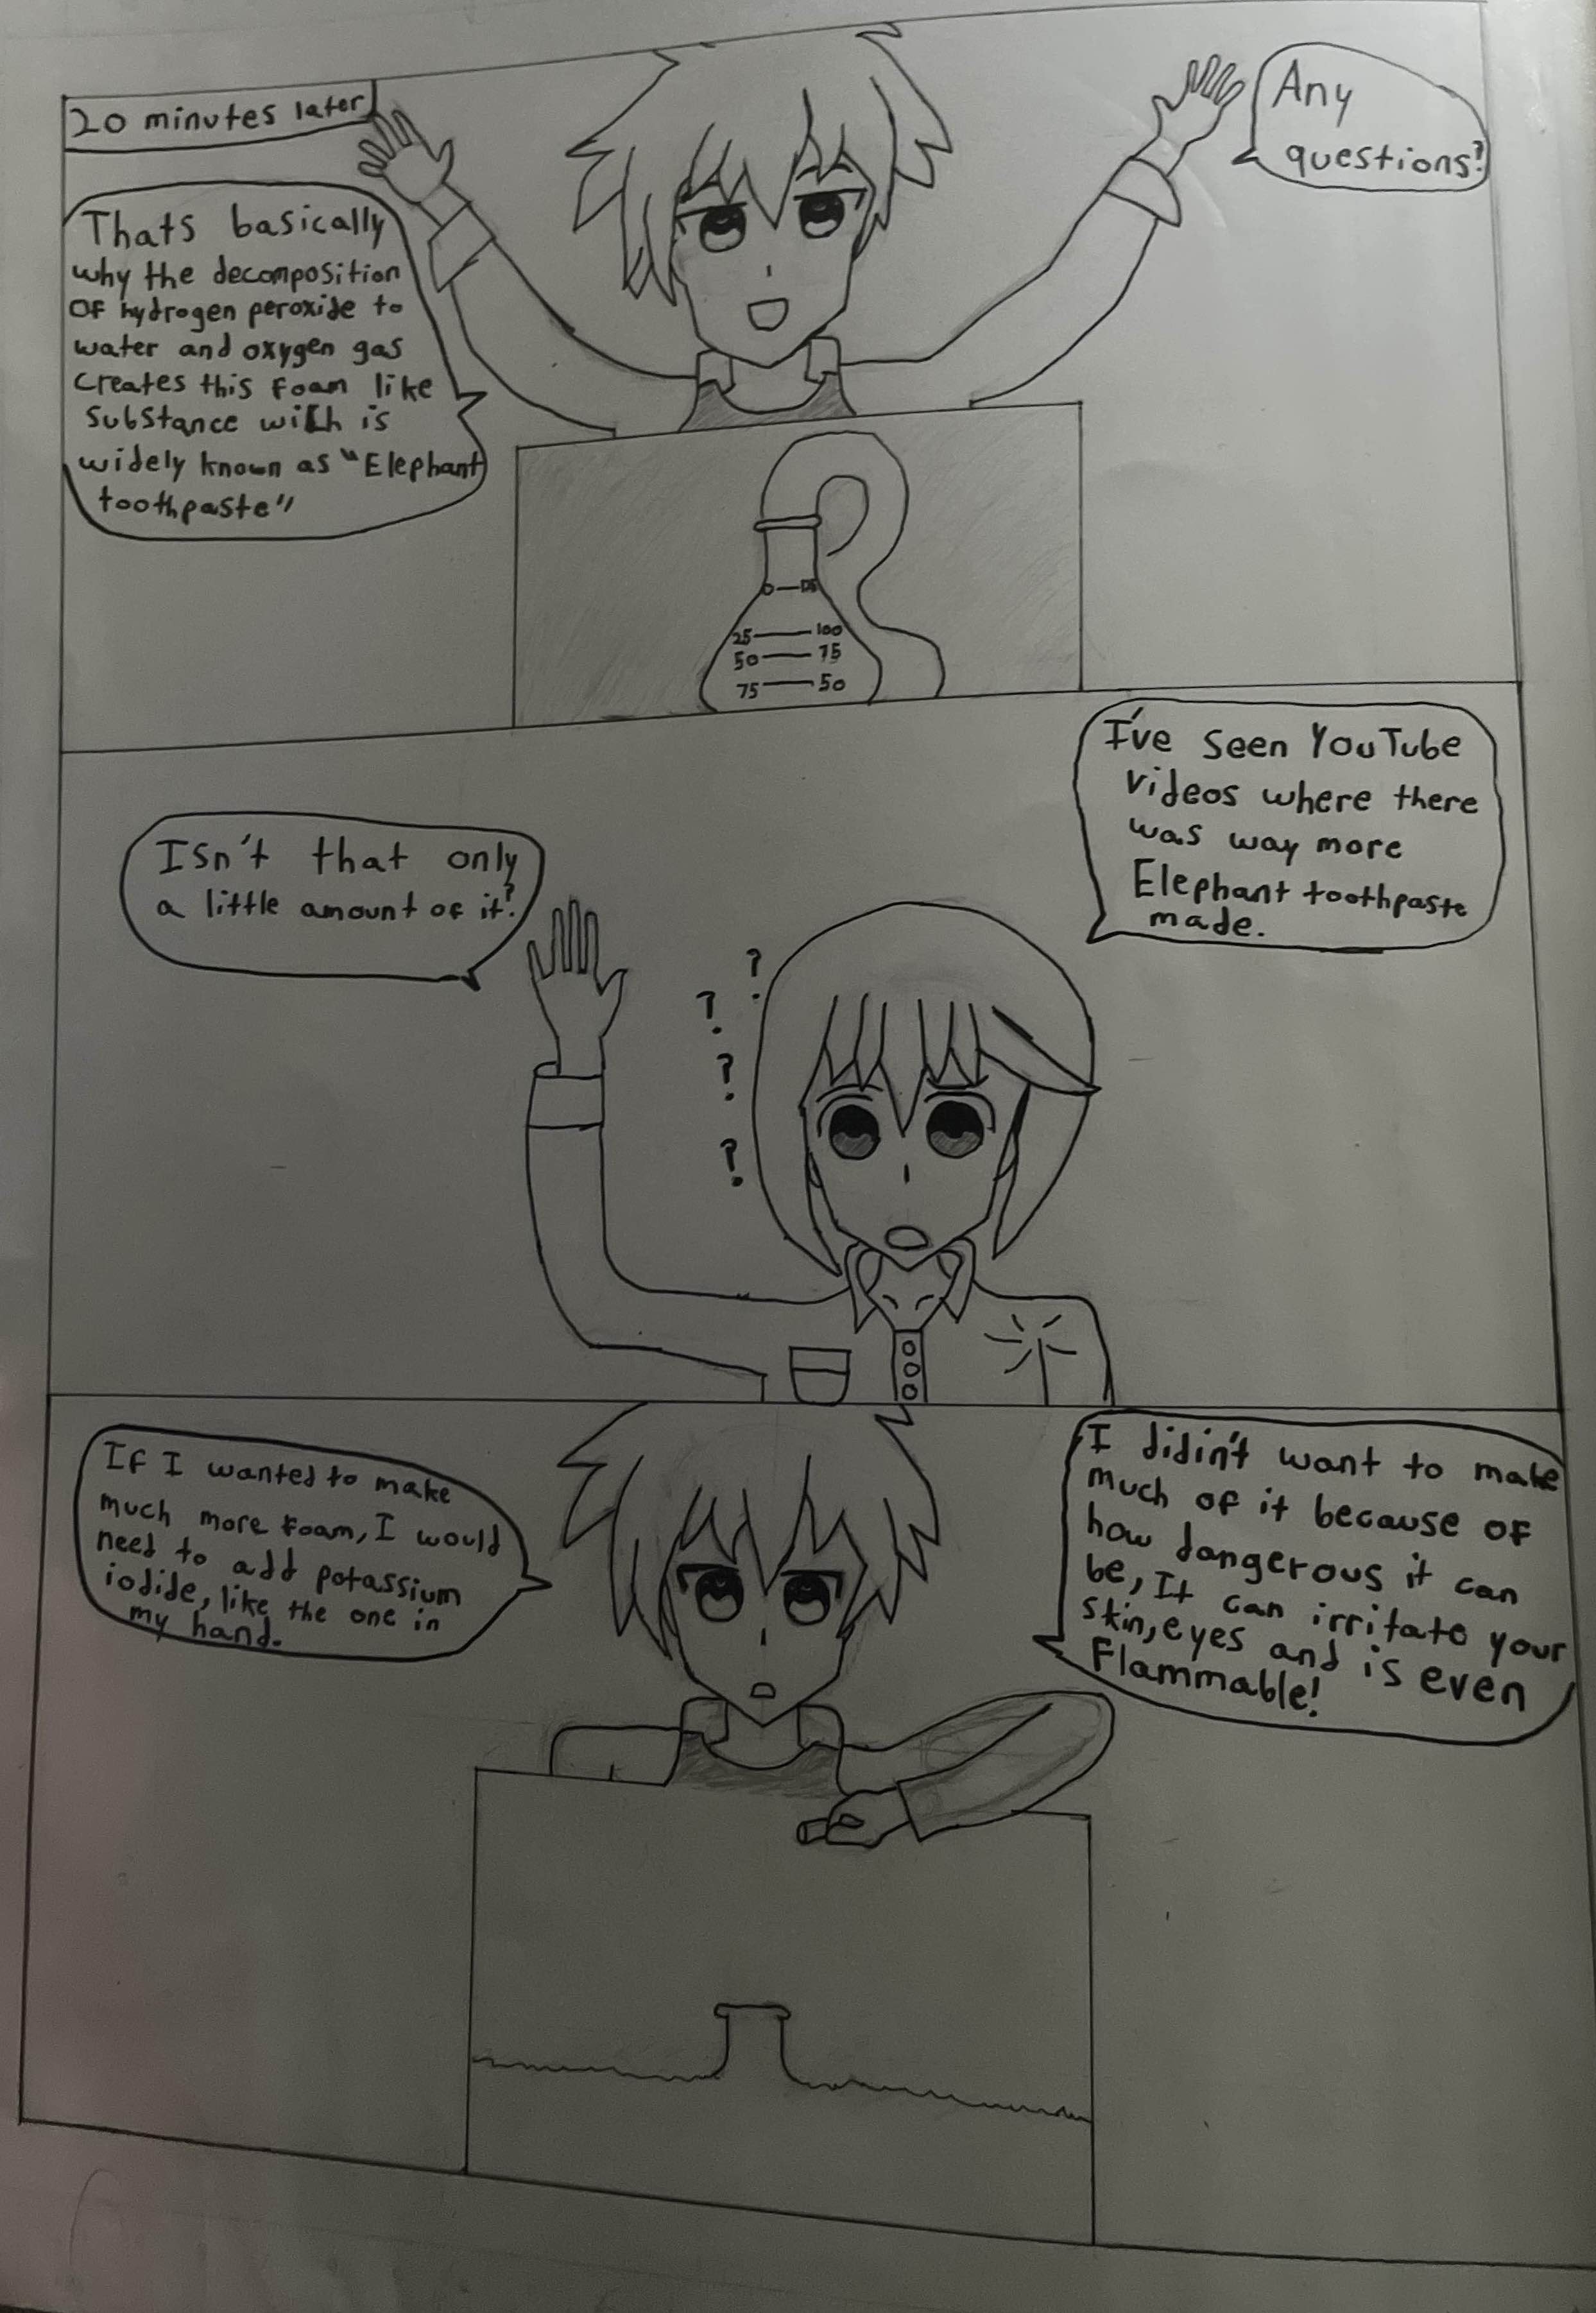 20 minutes later
Thats basically
why the decomposition
of hydrogen peroxide to
water and oxygen gas
creates this foam like
substance with is
widely known as "Elephant
toothpaste"
Any
questions?
25 100
50 75
75 50
Isn't that only
a little amount of it?
I've seen YouTube
videos where there
was way more
Elephant toothpaste
made.
? ? ? ?
If I wanted to make
much more foam, I would
need to add potassium
iodide, like the one in
my hand.
I didin't want to make
much of it because of
how dangerous it can
be, It can irritate your
skin, eyes and is even
Flammable!